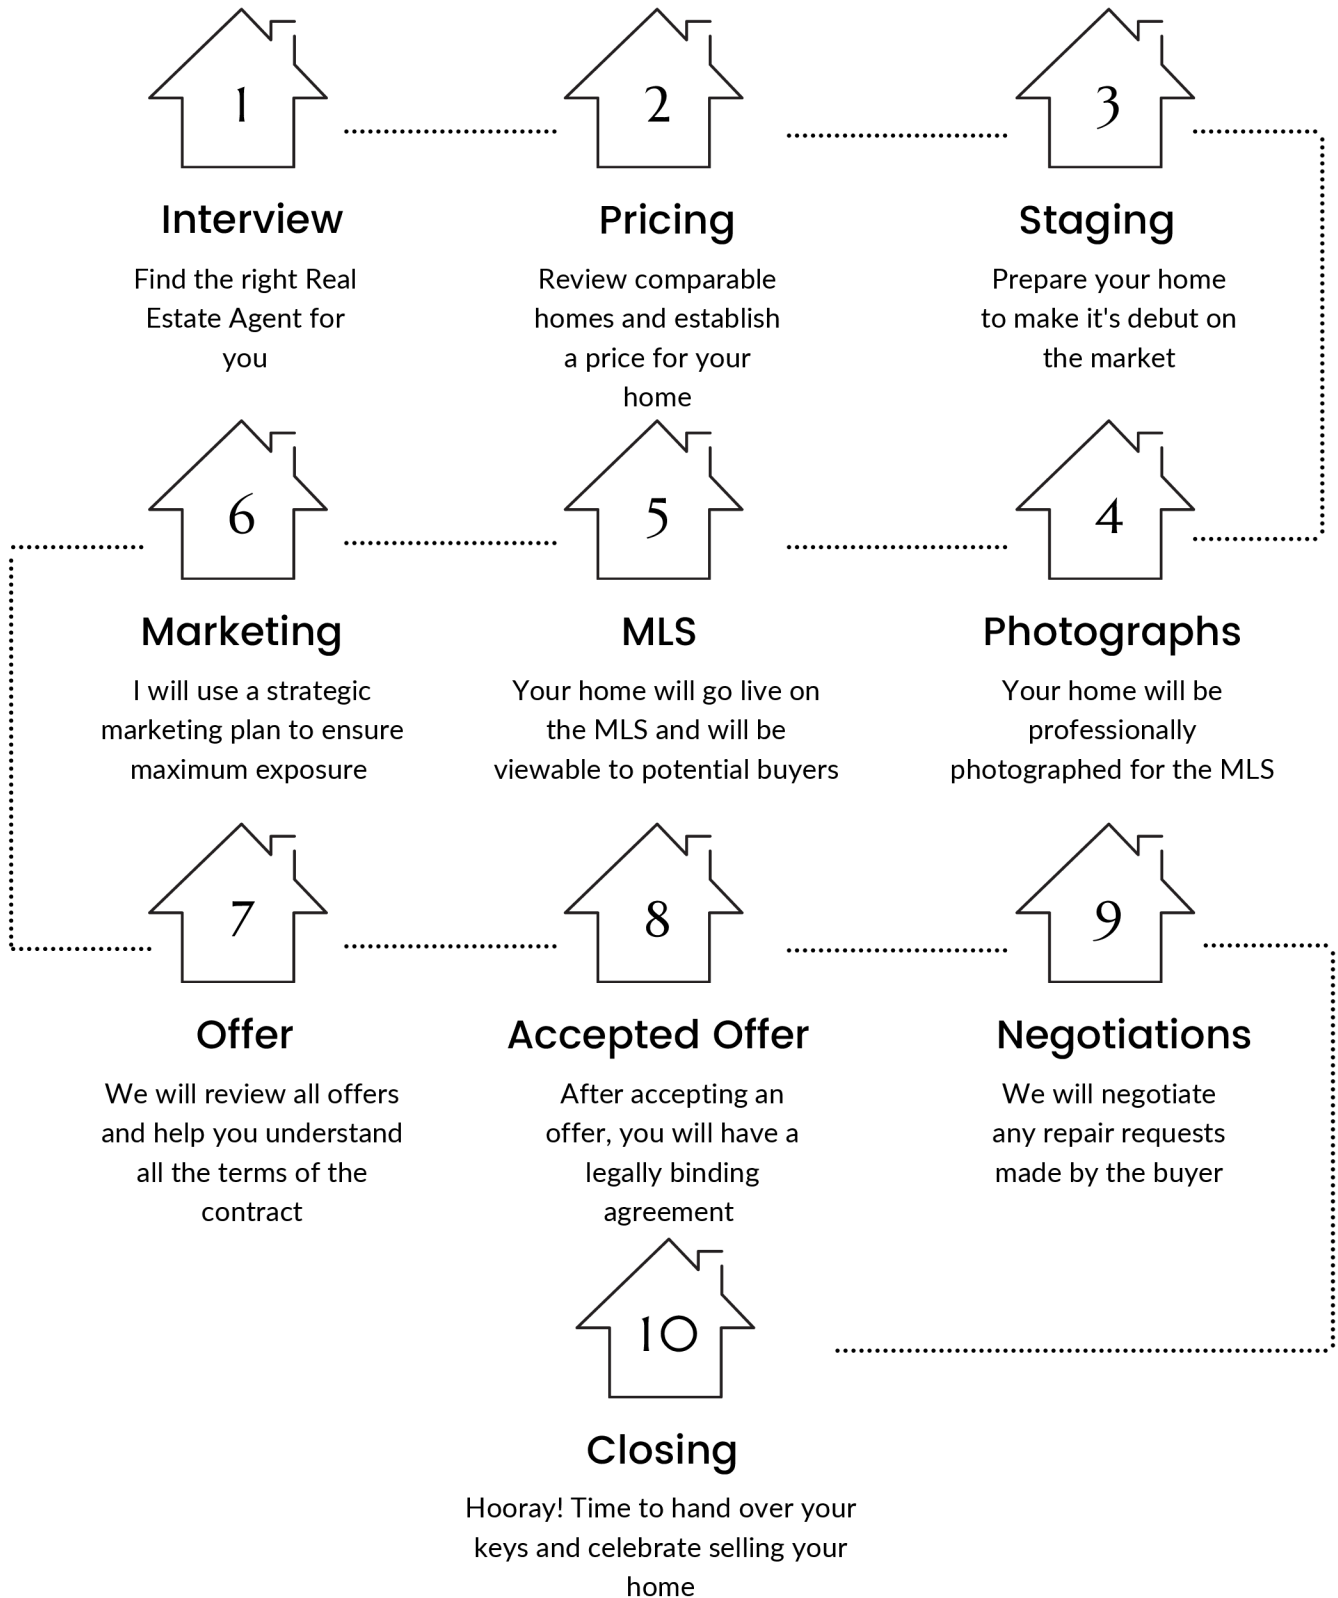 1
Interview
Find the right Real
Estate Agent for
you
2
Pricing
Review comparable
homes and establish
a price for your
home
3
Staging
Prepare your home
to make it's debut on
the market
4
Photographs
Your home will be
professionally
photographed for the MLS
5
MLS
Your home will go live on
the MLS and will be
viewable to potential buyers
6
Marketing
I will use a strategic
marketing plan to ensure
maximum exposure
7
Offer
We will review all offers
and help you understand
all the terms of the
contract
8
Accepted Offer
After accepting an
offer, you will have a
legally binding
agreement
9
Negotiations
We will negotiate
any repair requests
made by the buyer
10
Closing
Hooray! Time to hand over your
keys and celebrate selling your
home